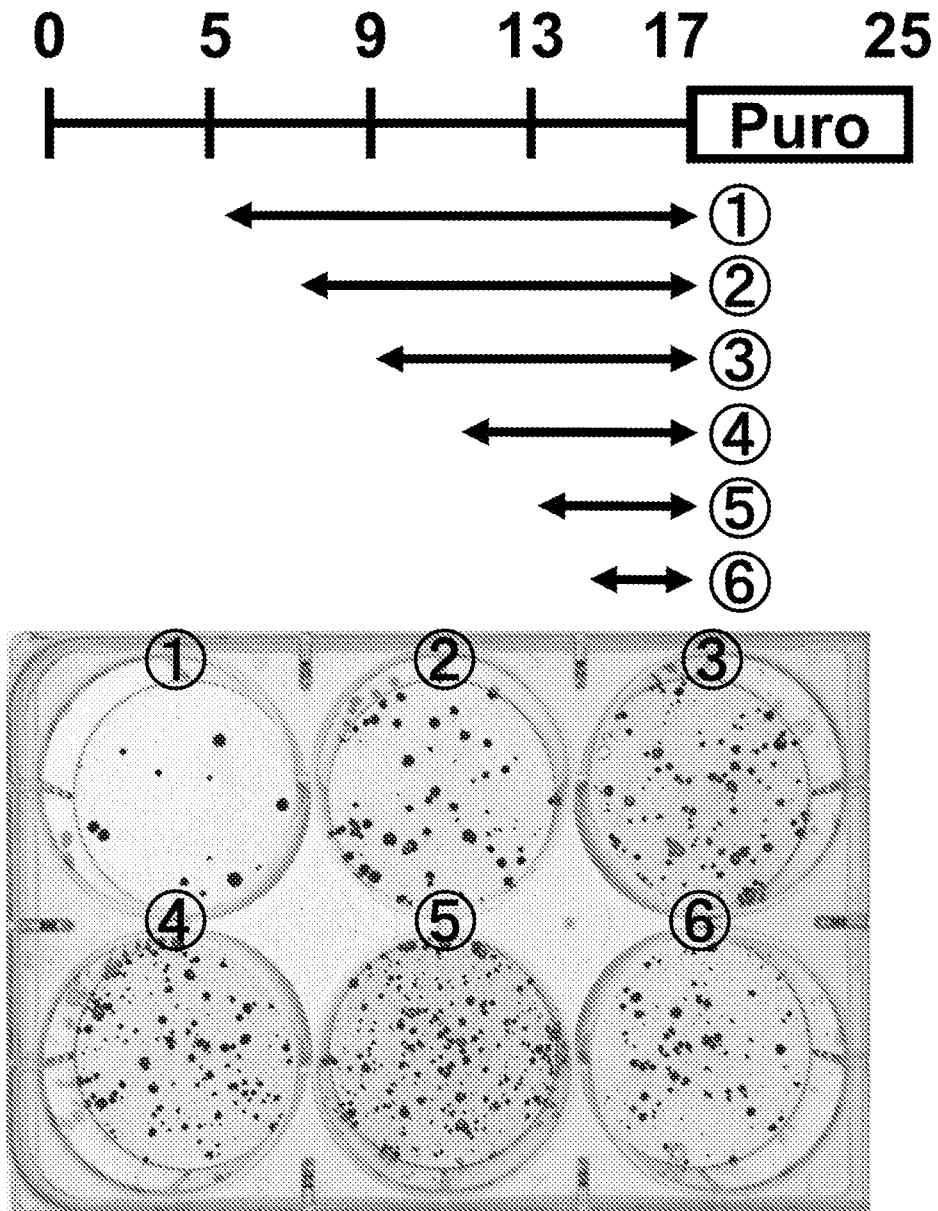 0 5 9 13 17 25
Puro
①
②
③
④
⑤
⑥
① ② ③
④ ⑤ ⑥